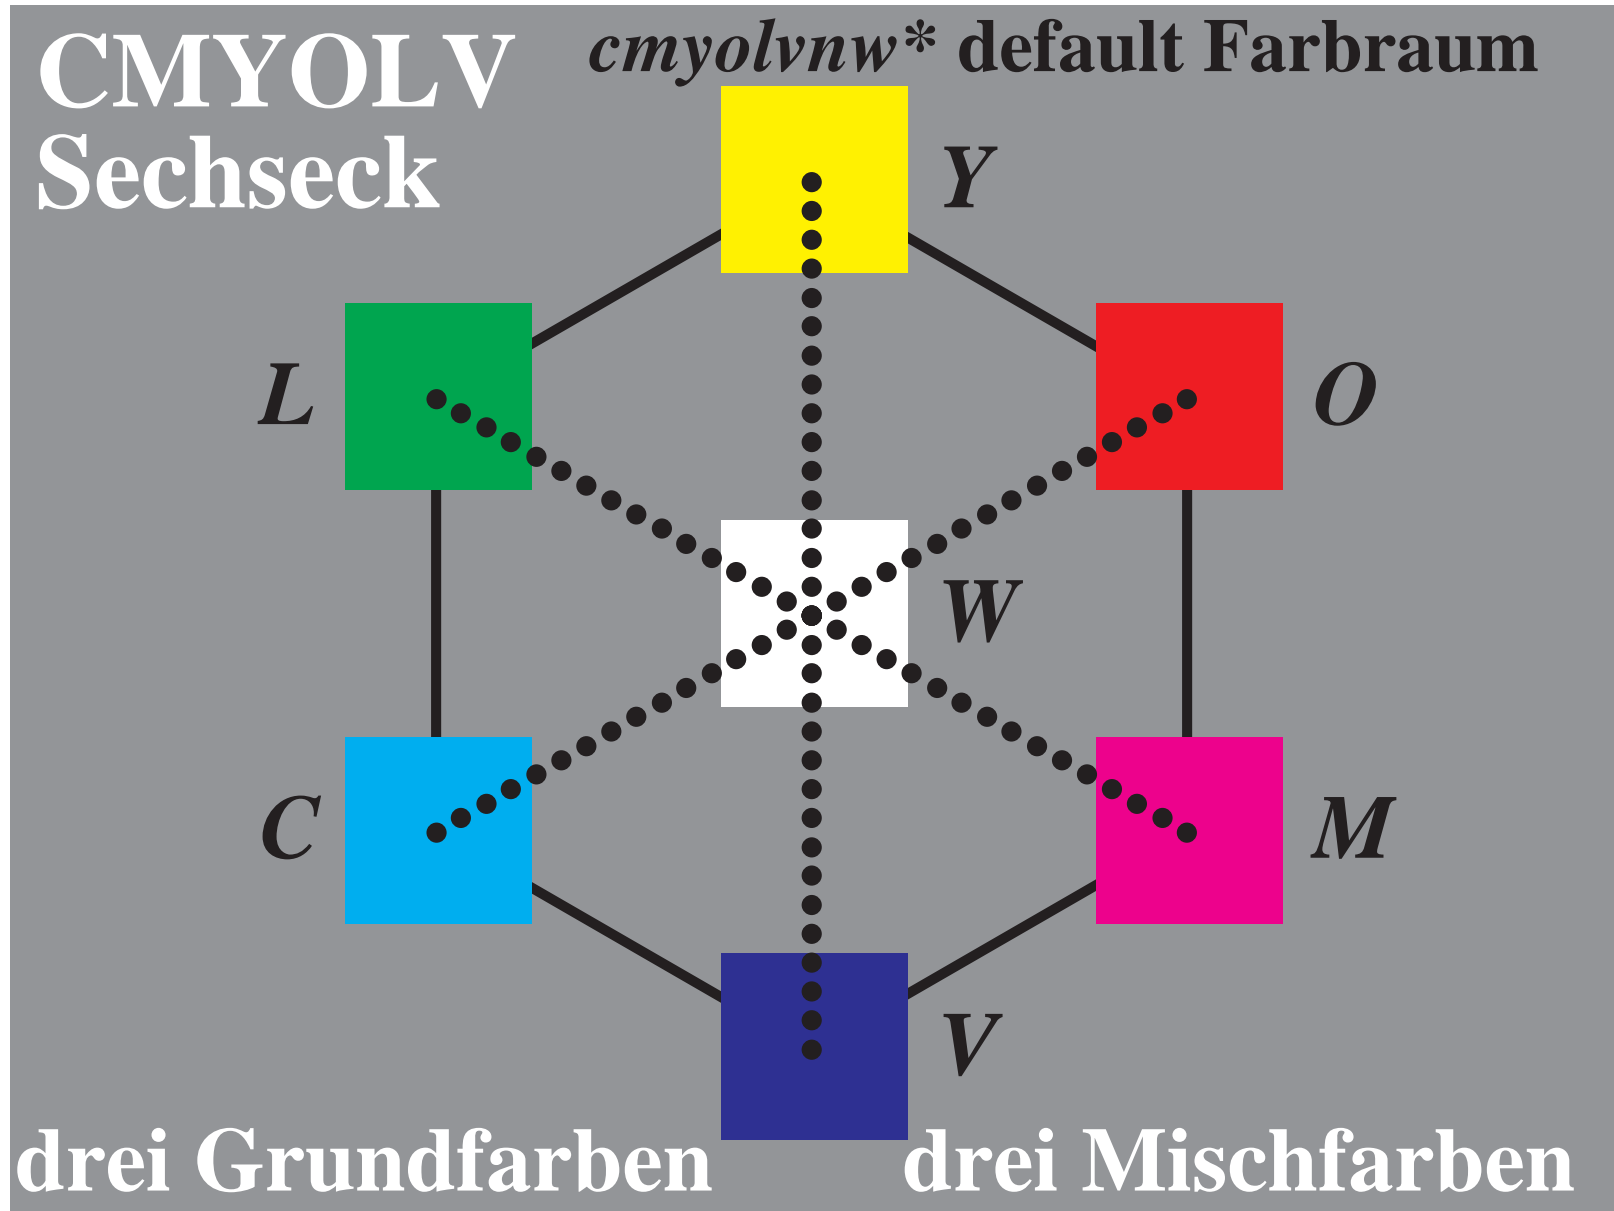 CMYOLV
Sechseck
cmyolvnw* default Farbraum
Y
L
O
W
C
M
V
drei Grundfarben
drei Mischfarben